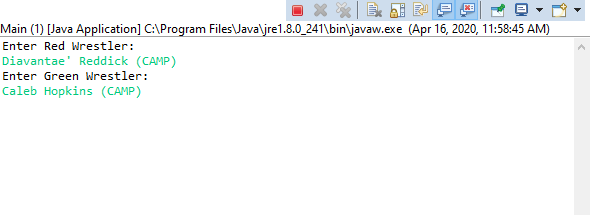 Main (1) [Java Application] C:\Program Files\Java\jre1.8.0_241\bin\javaw.exe (Apr 16, 2020, 11:58:45 AM)
Enter Red Wrestler:
Diavantae' Reddick (CAMP)
Enter Green Wrestler:
Caleb Hopkins (CAMP)